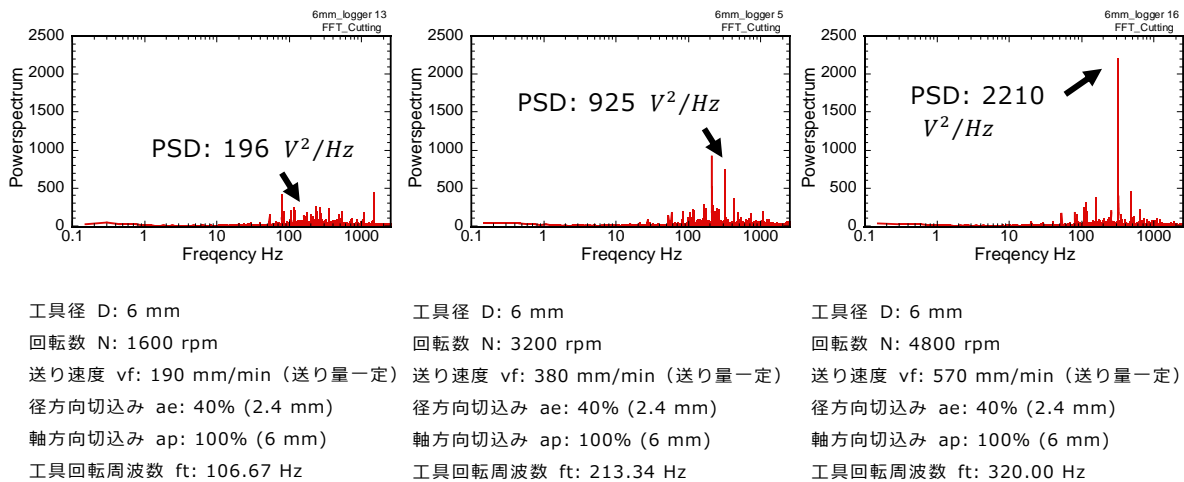 6mm_logger 13
FFT_Cutting
2500
2000
1500
1000
500
0
Powerspectrum
PSD: 196 V²/Hz
0.1 1 10 100 1000
Freqency Hz
工具径 D: 6 mm
回転数 N: 1600 rpm
送り速度 vf: 190 mm/min（送り量一定）
径方向切込み ae: 40% (2.4 mm)
軸方向切込み ap: 100% (6 mm)
工具回転周波数 ft: 106.67 Hz
6mm_logger 5
FFT_Cutting
2500
2000
1500
1000
500
0
Powerspectrum
PSD: 925 V²/Hz
0.1 1 10 100 1000
Freqency Hz
工具径 D: 6 mm
回転数 N: 3200 rpm
送り速度 vf: 380 mm/min（送り量一定）
径方向切込み ae: 40% (2.4 mm)
軸方向切込み ap: 100% (6 mm)
工具回転周波数 ft: 213.34 Hz
6mm_logger 16
FFT_Cutting
2500
2000
1500
1000
500
0
Powerspectrum
PSD: 2210
V²/Hz
0.1 1 10 100 1000
Freqency Hz
工具径 D: 6 mm
回転数 N: 4800 rpm
送り速度 vf: 570 mm/min（送り量一定）
径方向切込み ae: 40% (2.4 mm)
軸方向切込み ap: 100% (6 mm)
工具回転周波数 ft: 320.00 Hz